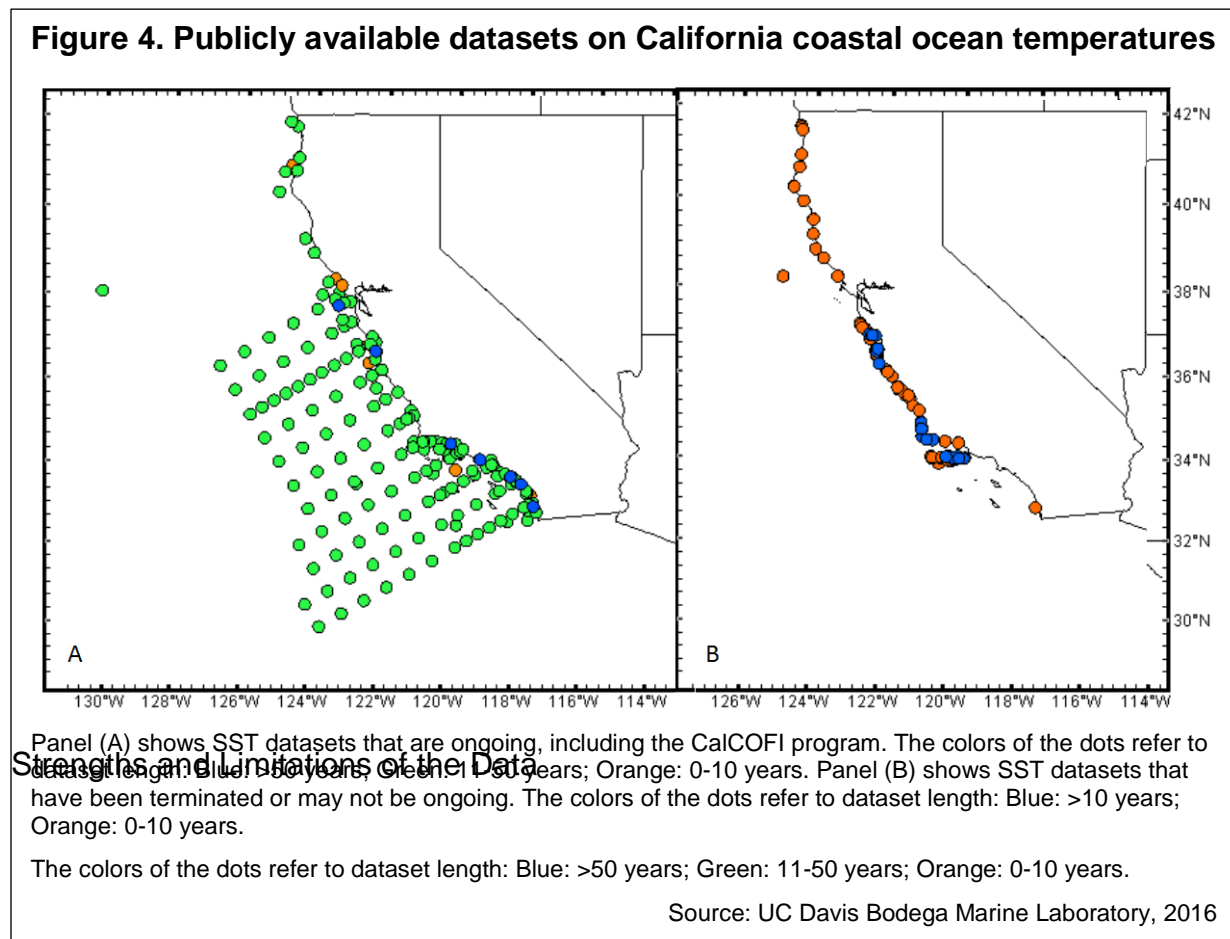 Figure 4. Publicly available datasets on California coastal ocean temperatures
A
B
42°N
40°N
38°N
36°N
34°N
32°N
30°N
130°W 128°W 126°W 124°W 122°W 120°W 118°W 116°W 114°W
126°W 124°W 122°W 120°W 118°W 116°W 114°W
Panel (A) shows SST datasets that are ongoing, including the CalCOFI program. The colors of the dots refer to
Strengths and Limitations of the Data
dataset length: Blue: >50 years; Green: 11-50 years; Orange: 0-10 years. Panel (B) shows SST datasets that
have been terminated or may not be ongoing. The colors of the dots refer to dataset length: Blue: >10 years;
Orange: 0-10 years.
The colors of the dots refer to dataset length: Blue: >50 years; Green: 11-50 years; Orange: 0-10 years.
Source: UC Davis Bodega Marine Laboratory, 2016